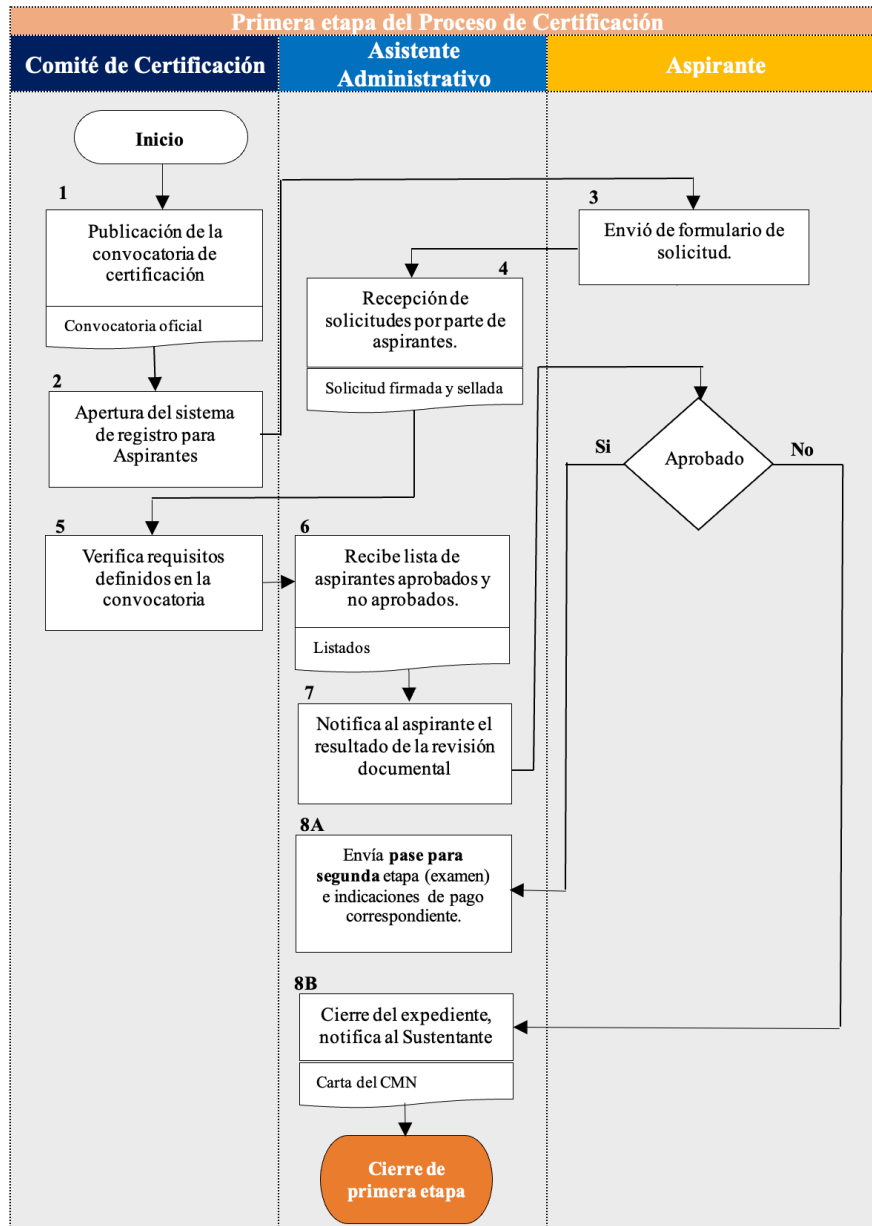 Primera etapa del Proceso de Certificación
Comité de Certificación
Asistente
Administrativo
Aspirante
Inicio
1
Publicación de la
convocatoria de
certificación
Convocatoria oficial
2
Apertura del sistema
de registro para
Aspirantes
3
Envió de formulario de
solicitud.
4
Recepción de
solicitudes por parte de
aspirantes.
Solicitud firmada y sellada
Si
Aprobado
No
5
Verifica requisitos
definidos en la
convocatoria
6
Recibe lista de
aspirantes aprobados y
no aprobados.
Listados
7
Notifica al aspirante el
resultado de la revisión
documental
8A
Envía pase para
segunda etapa (examen)
e indicaciones de pago
correspondiente.
8B
Cierre del expediente,
notifica al Sustentante
Carta del CMN
Cierre de
primera etapa